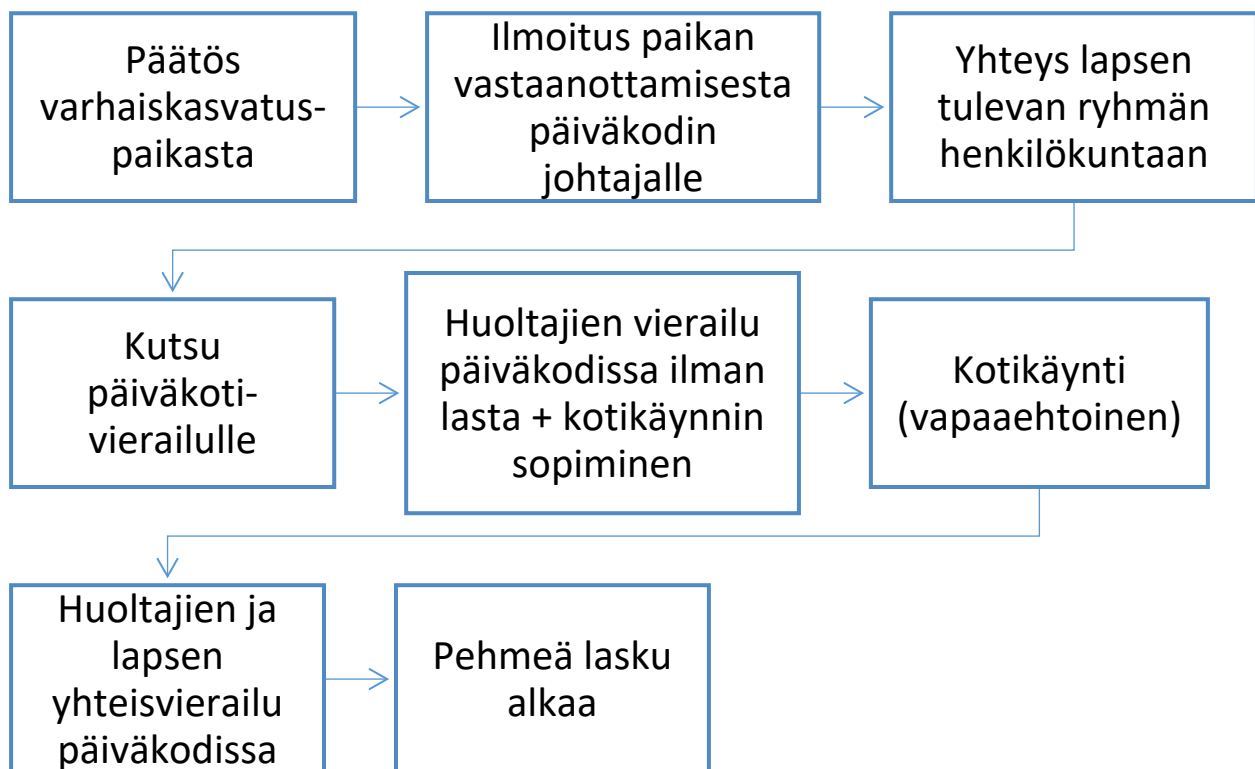 Päätös
varhaiskasvatus-
paikasta
Ilmoitus paikan
vastaanottamisesta
päiväkodin
johtajalle
Yhteys lapsen
tulevan ryhmän
henkilökuntaan
Kutsu
päiväkoti-
vierailulle
Huoltajien vierailu
päiväkodissa ilman
lasta + kotikäynnin
sopiminen
Kotikäynti
(vapaaehtoinen)
Huoltajien ja
lapsen
yhteisvierailu
päiväkodissa
Pehmeä lasku
alkaa